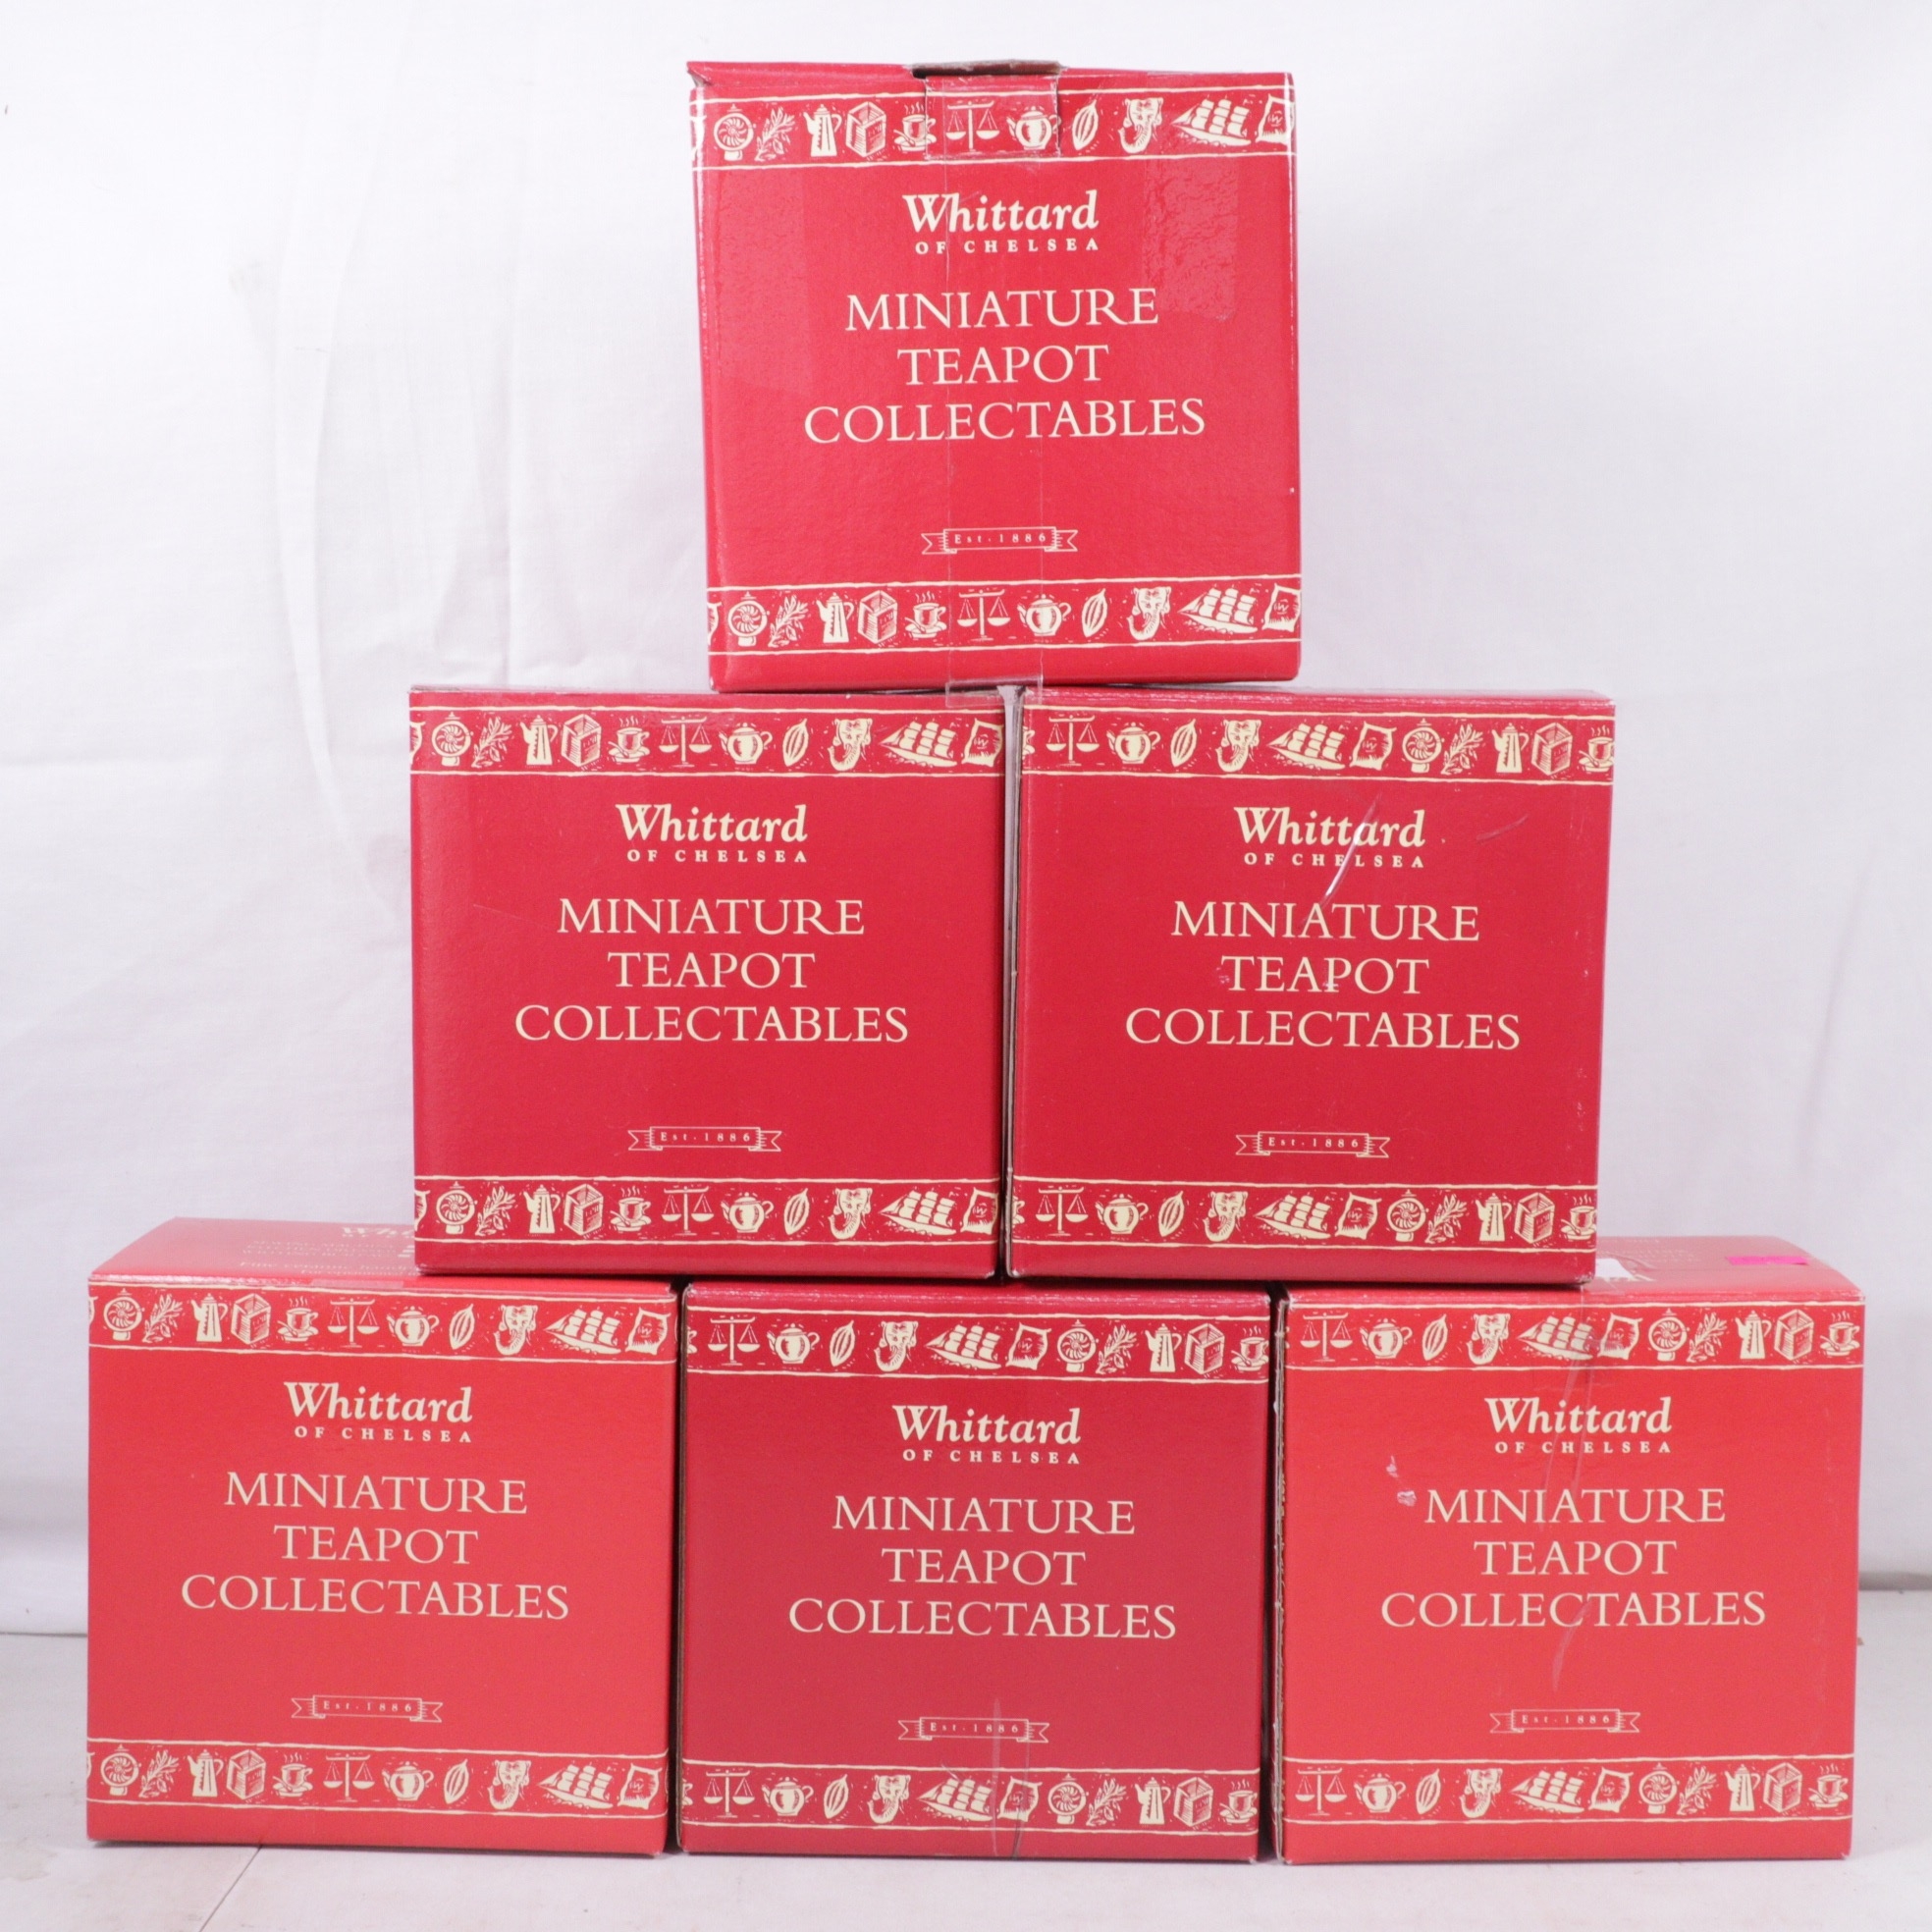 Whittard
OF CHELSEA
MINIATURE
TEAPOT
COLLECTABLES
Est. 1886
Whittard
OF CHELSEA
MINIATURE
TEAPOT
COLLECTABLES
Est. 1886
Whittard
OF CHELSEA
MINIATURE
TEAPOT
COLLECTABLES
Est. 1886
Whittard
OF CHELSEA
MINIATURE
TEAPOT
COLLECTABLES
Est. 1886
Whittard
OF CHELSEA
MINIATURE
TEAPOT
COLLECTABLES
Est. 1886
Whittard
OF CHELSEA
MINIATURE
TEAPOT
COLLECTABLES
Est. 1886